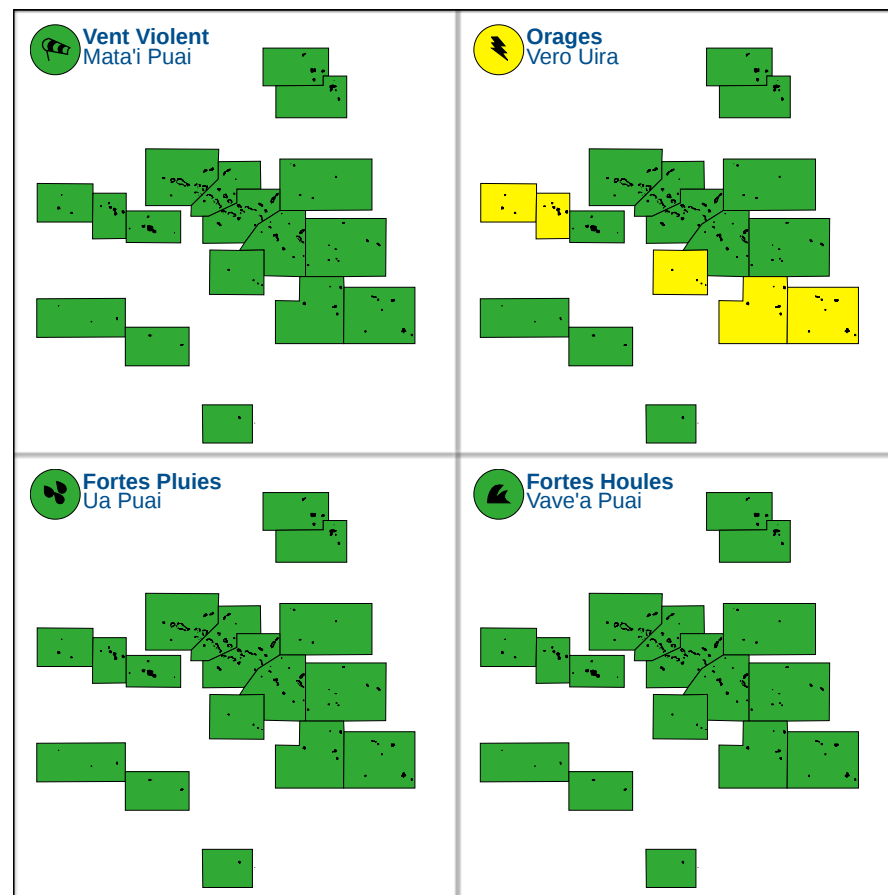 Vent Violent
Mata'i Puai
Orages
Vero Uira
Fortes Pluies
Ua Puai
Fortes Houles
Vave'a Puai